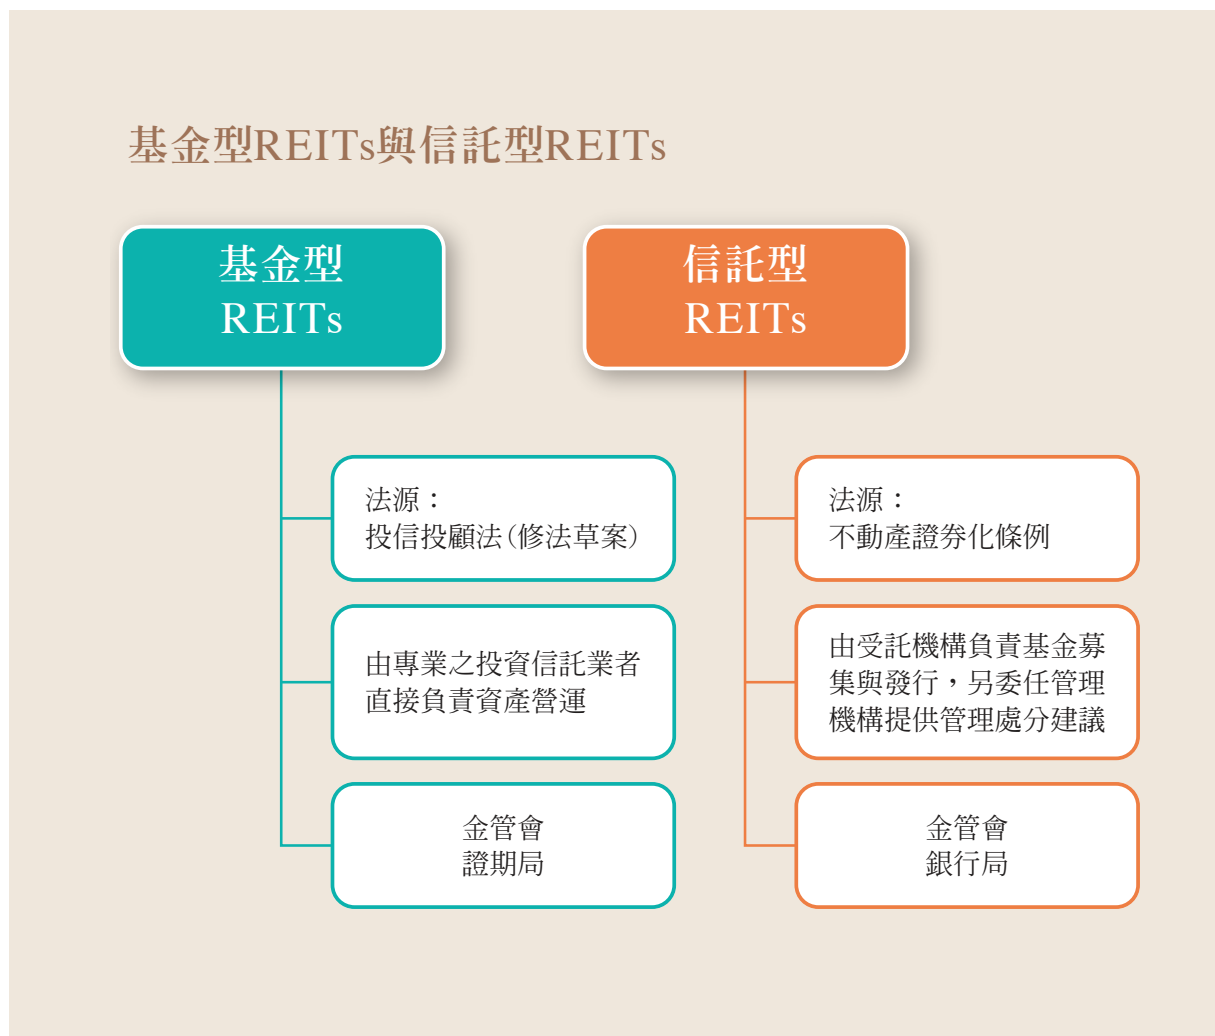 基金型REITs與信託型REITs
基金型
REITs
法源：
投信投顧法(修法草案)
由專業之投資信託業者
直接負責資產營運
金管會
證期局
信託型
REITs
法源：
不動產證券化條例
由受託機構負責基金募
集與發行，另委任管理
機構提供管理處分建議
金管會
銀行局